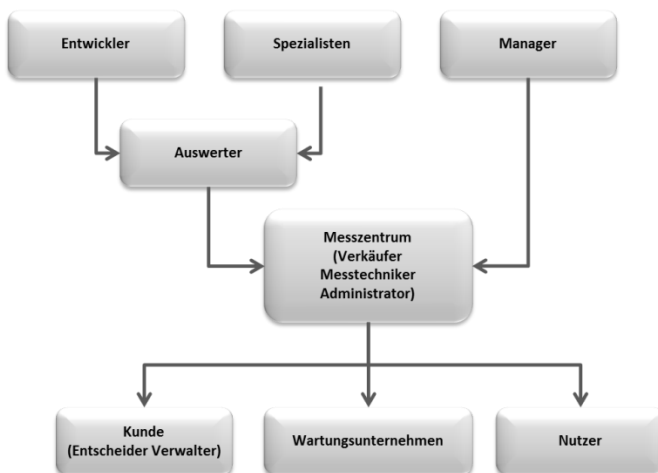 Entwickler
Spezialisten
Manager
Auswerter
Messzentrum
(Verkäufer
Messtechniker
Administrator)
Kunde
(Entscheider Verwalter)
Wartungsunternehmen
Nutzer